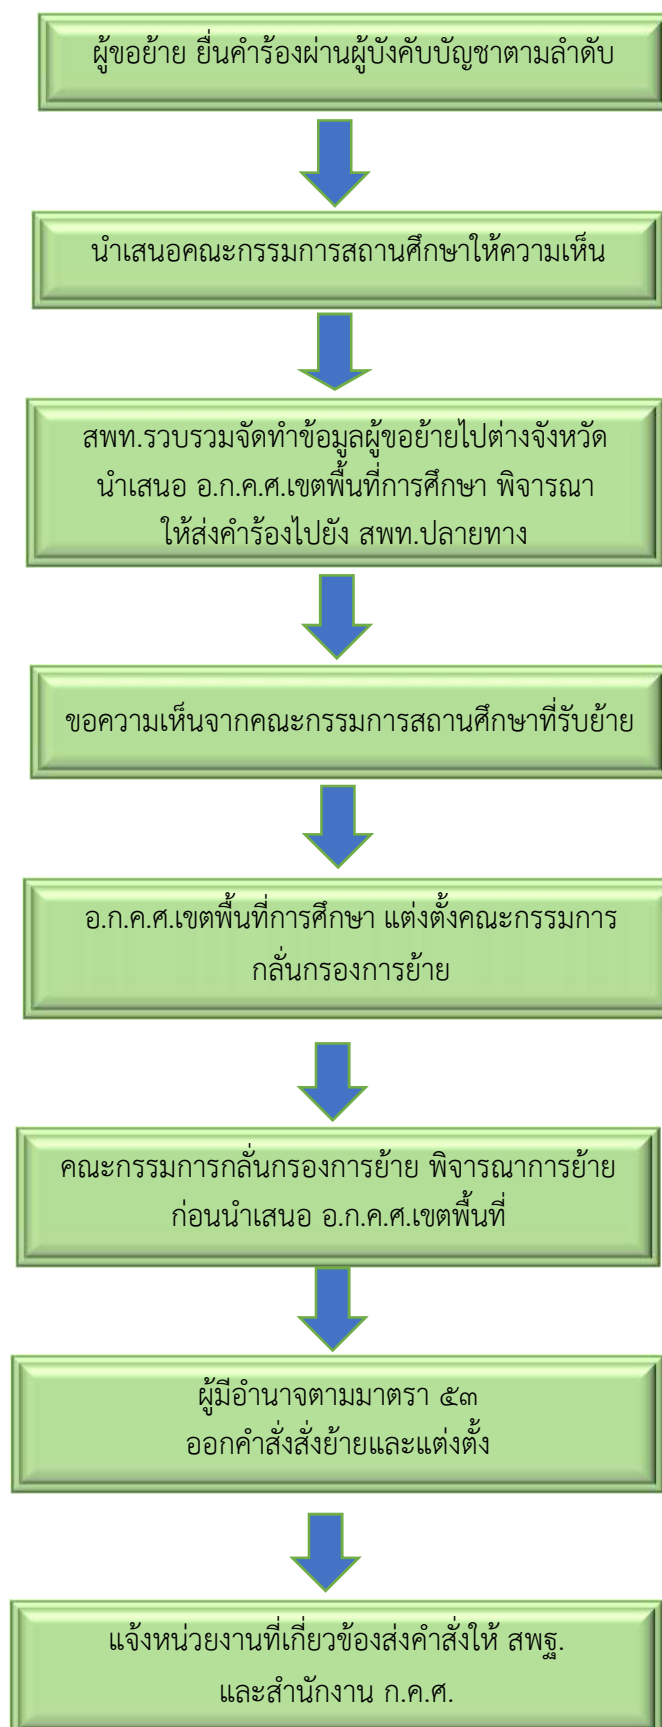 ผู้ขอย้าย ยื่นคำร้องผ่านผู้บังคับบัญชาตามลำดับ
นำเสนอคณะกรรมการสถานศึกษาให้ความเห็น
สพท.รวบรวมจัดทำข้อมูลผู้ขอย้ายไปต่างจังหวัด
นำเสนอ อ.ก.ค.ศ.เขตพื้นที่การศึกษา พิจารณา
ให้ส่งคำร้องไปยัง สพท.ปลายทาง
ขอความเห็นจากคณะกรรมการสถานศึกษาที่รับย้าย
อ.ก.ค.ศ.เขตพื้นที่การศึกษา แต่งตั้งคณะกรรมการ
กลั่นกรองการย้าย
คณะกรรมการกลั่นกรองการย้าย พิจารณาการย้าย
ก่อนนำเสนอ อ.ก.ค.ศ.เขตพื้นที่
ผู้มีอำนาจตามมาตรา ๕๓
ออกคำสั่งสั่งย้ายและแต่งตั้ง
แจ้งหน่วยงานที่เกี่ยวข้องส่งคำสั่งให้ สพฐ.
และสำนักงาน ก.ค.ศ.